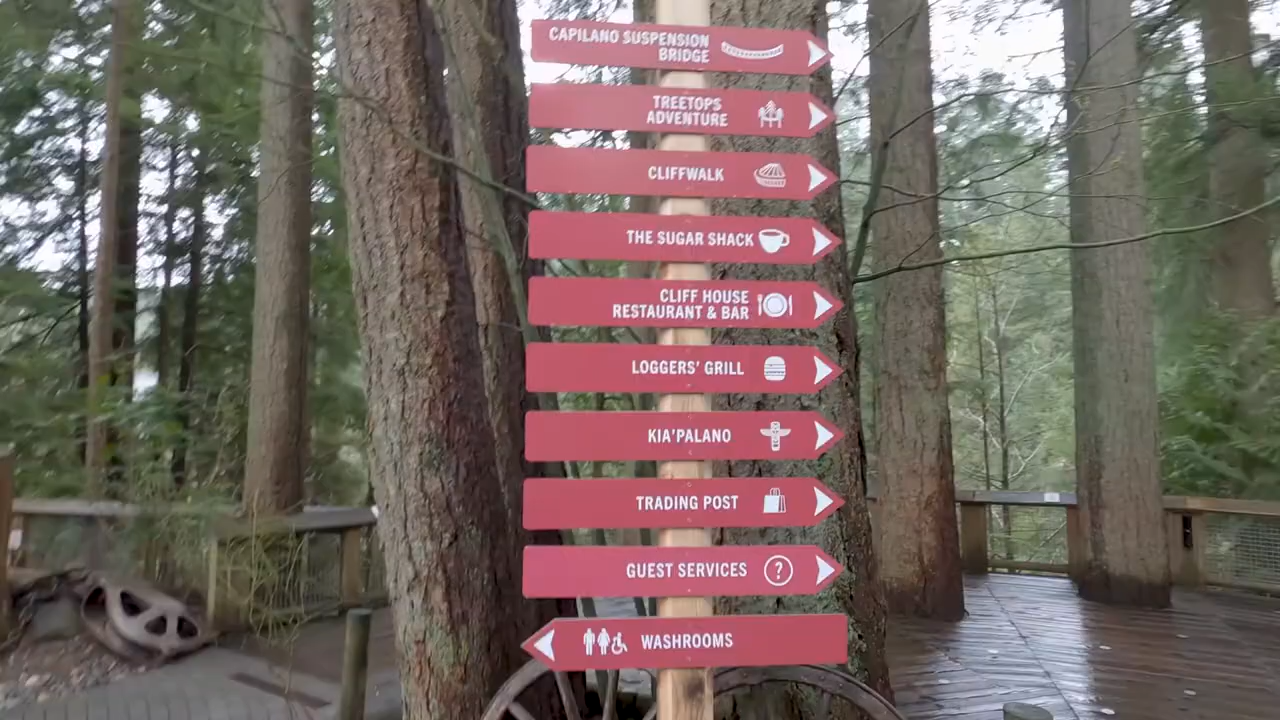 CAPILANO SUSPENSION
BRIDGE
TREETOPS
ADVENTURE
CLIFFWALK
THE SUGAR SHACK
CLIFF HOUSE
RESTAURANT & BAR
LOGGERS' GRILL
KIA'PALANO
TRADING POST
GUEST SERVICES ?
WASHROOMS